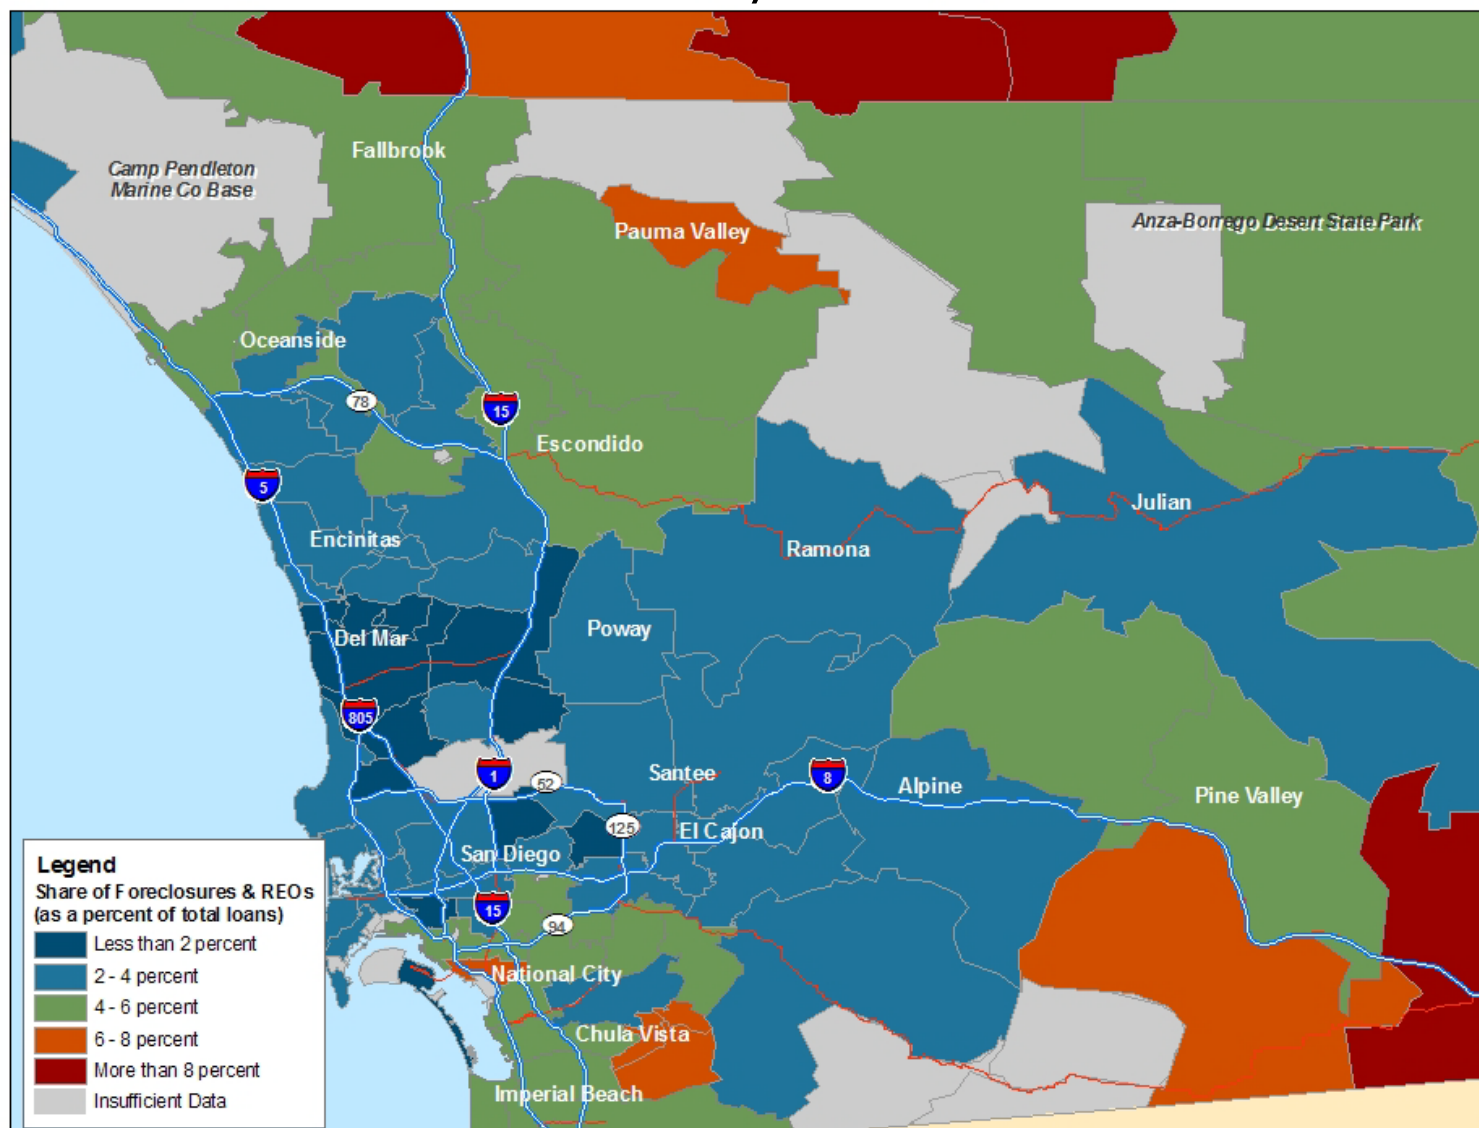 Fallbrook
Camp Pendleton
Marine Co Base
Pauma Valley
Anza-Borrego Desert State Park
Oceanside
78
15
Escondido
5
Julian
Encinitas
Ramona
Del Mar
Poway
805
1
52
Santee
8
Alpine
Pine Valley
125
El Cajon
San Diego
15
94
National City
Chula Vista
Imperial Beach
Legend
Share of Foreclosures & REOs
(as a percent of total loans)
Less than 2 percent
2 - 4 percent
4 - 6 percent
6 - 8 percent
More than 8 percent
Insufficient Data